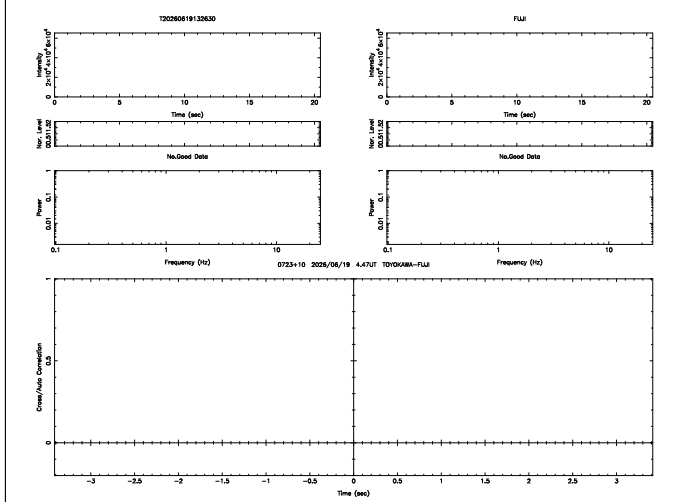 T20260619132630 FUJI
Intensity 0 2×10⁴ 4×10⁴ 6×10⁴ Intensity 0 2×10⁴ 4×10⁴ 6×10⁴
0 5 10 15 20 0 5 10 15 20
Time (sec) Time (sec)
Nor. Level 00.511.52 Nor. Level 00.511.52
No.Good Data No.Good Data
Power 0.01 0.1 1 Power 0.01 0.1 1
0.1 1 10 0.1 1 10
Frequency (Hz) Frequency (Hz)
0723+10 2026/06/19 4.47UT TOYOKAWA-FUJI
Cross/Auto Correlation 0 0.5 1
-3 -2.5 -2 -1.5 -1 -0.5 0 0.5 1 1.5 2 2.5 3
Time (sec)